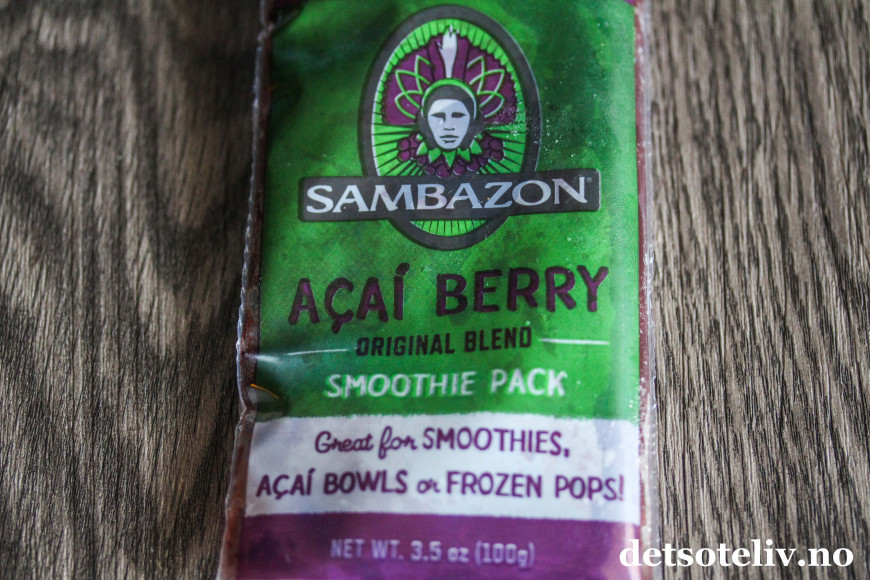 SAMBAZON
AÇAÍ BERRY
ORIGINAL BLEND
SMOOTHIE PACK
Great for SMOOTHIES,
AÇAÍ BOWLS or FROZEN POPS!
NET WT. 3.5 oz (100g)
detsoteliv.no